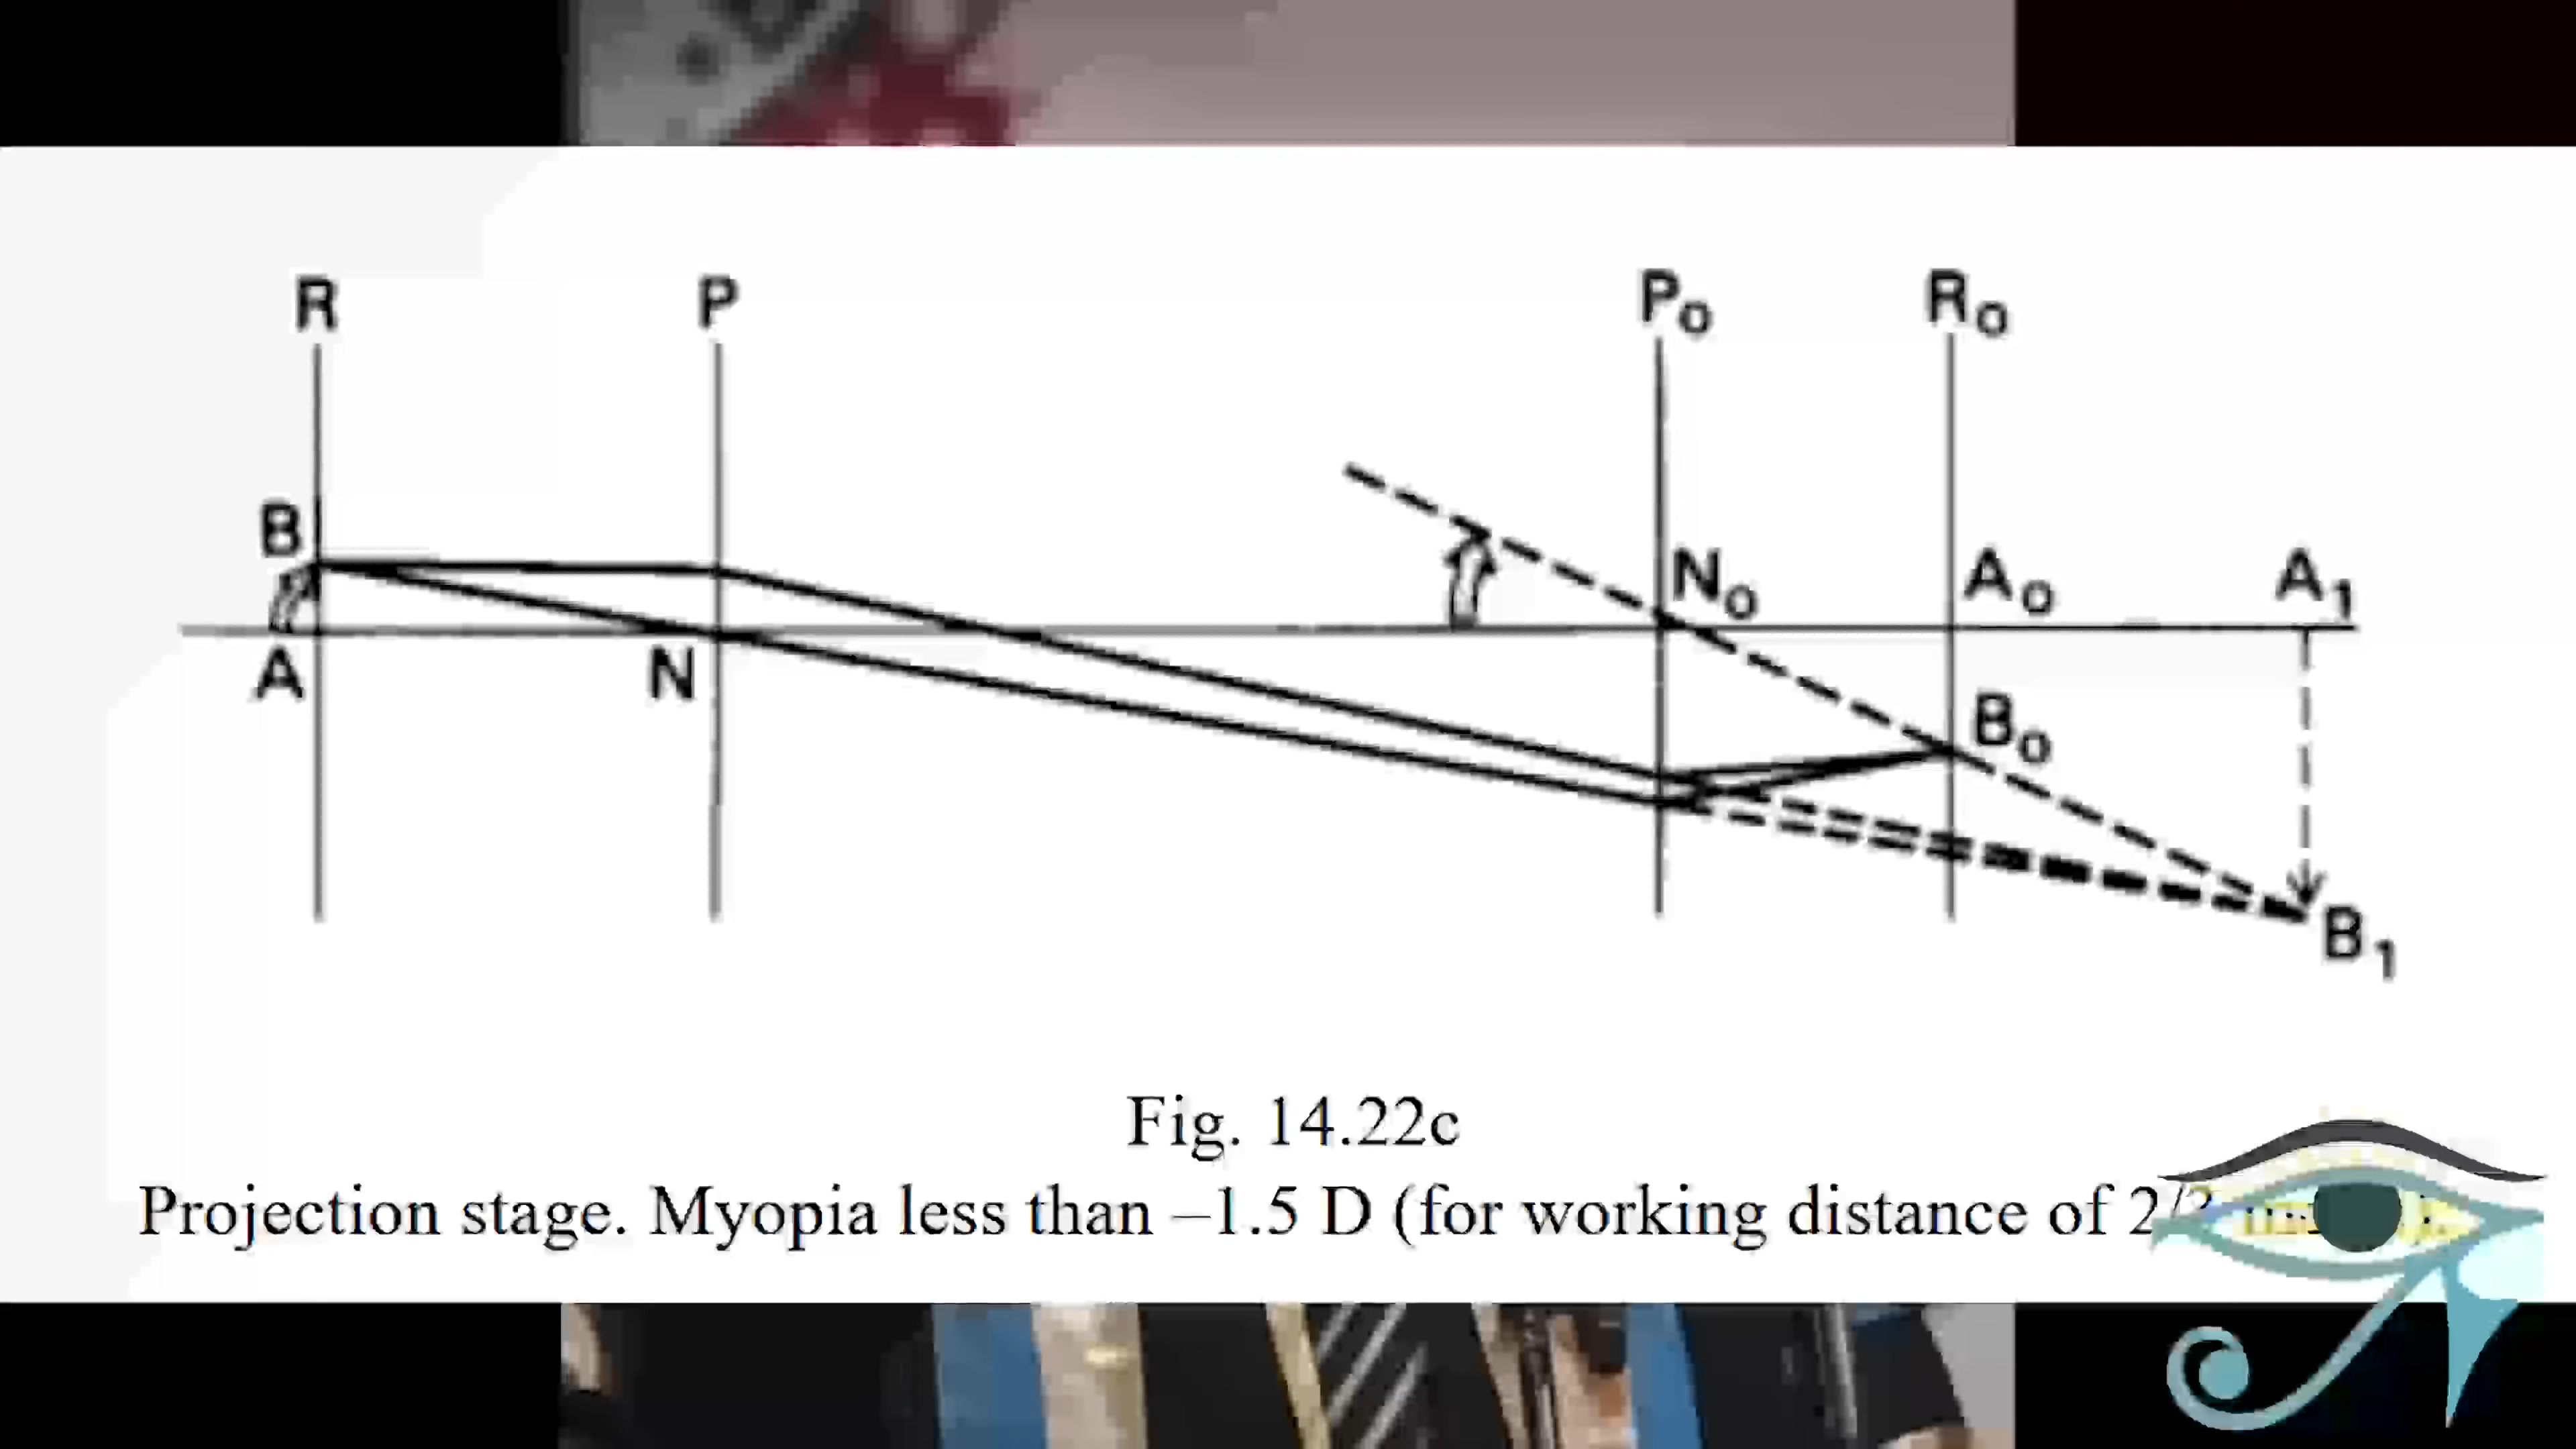 R P Po Ro
B No Ao A1
A N Bo
B1
Fig. 14.22c
Projection stage. Myopia less than –1.5 D (for working distance of